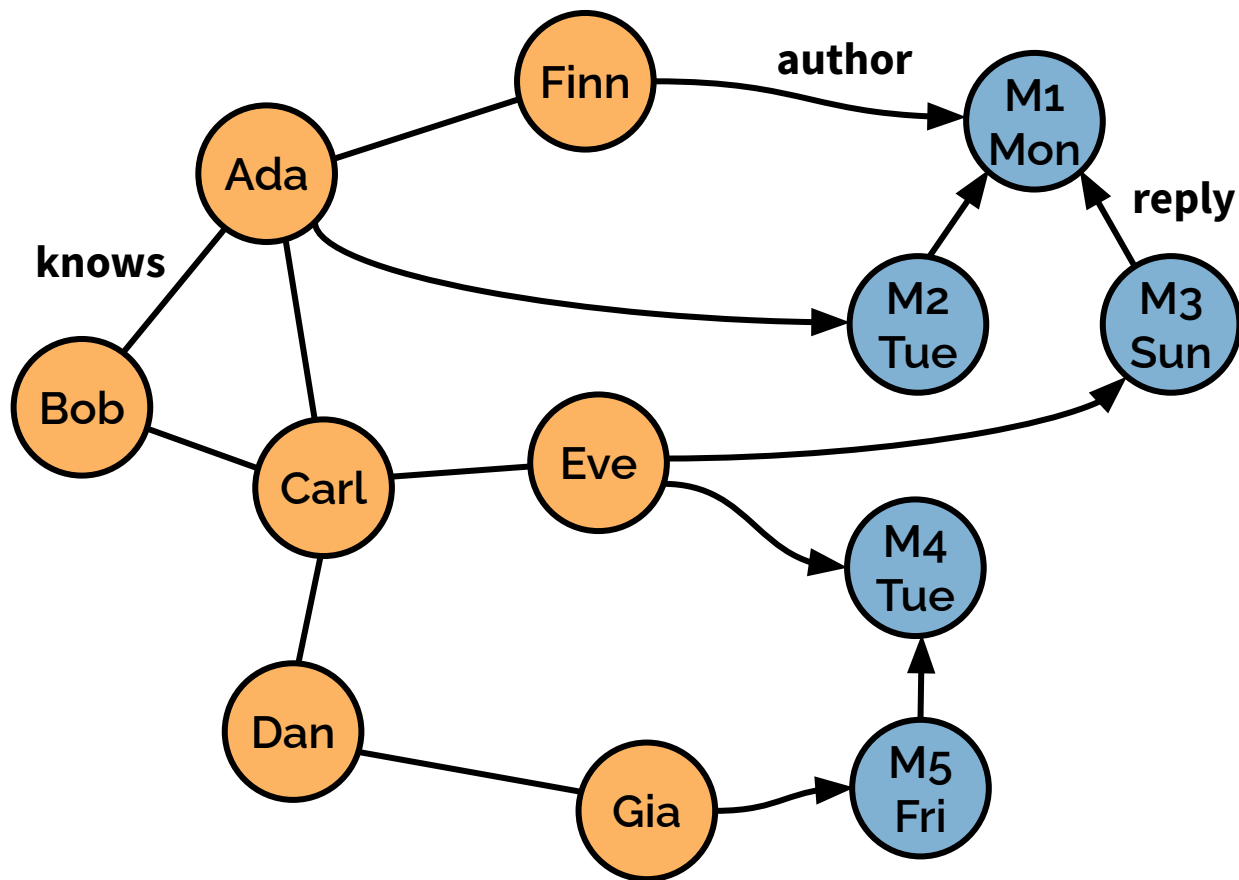 Finn
author
M1
Mon
Ada
reply
knows
M2
Tue
M3
Sun
Bob
Carl
Eve
M4
Tue
Dan
Gia
M5
Fri